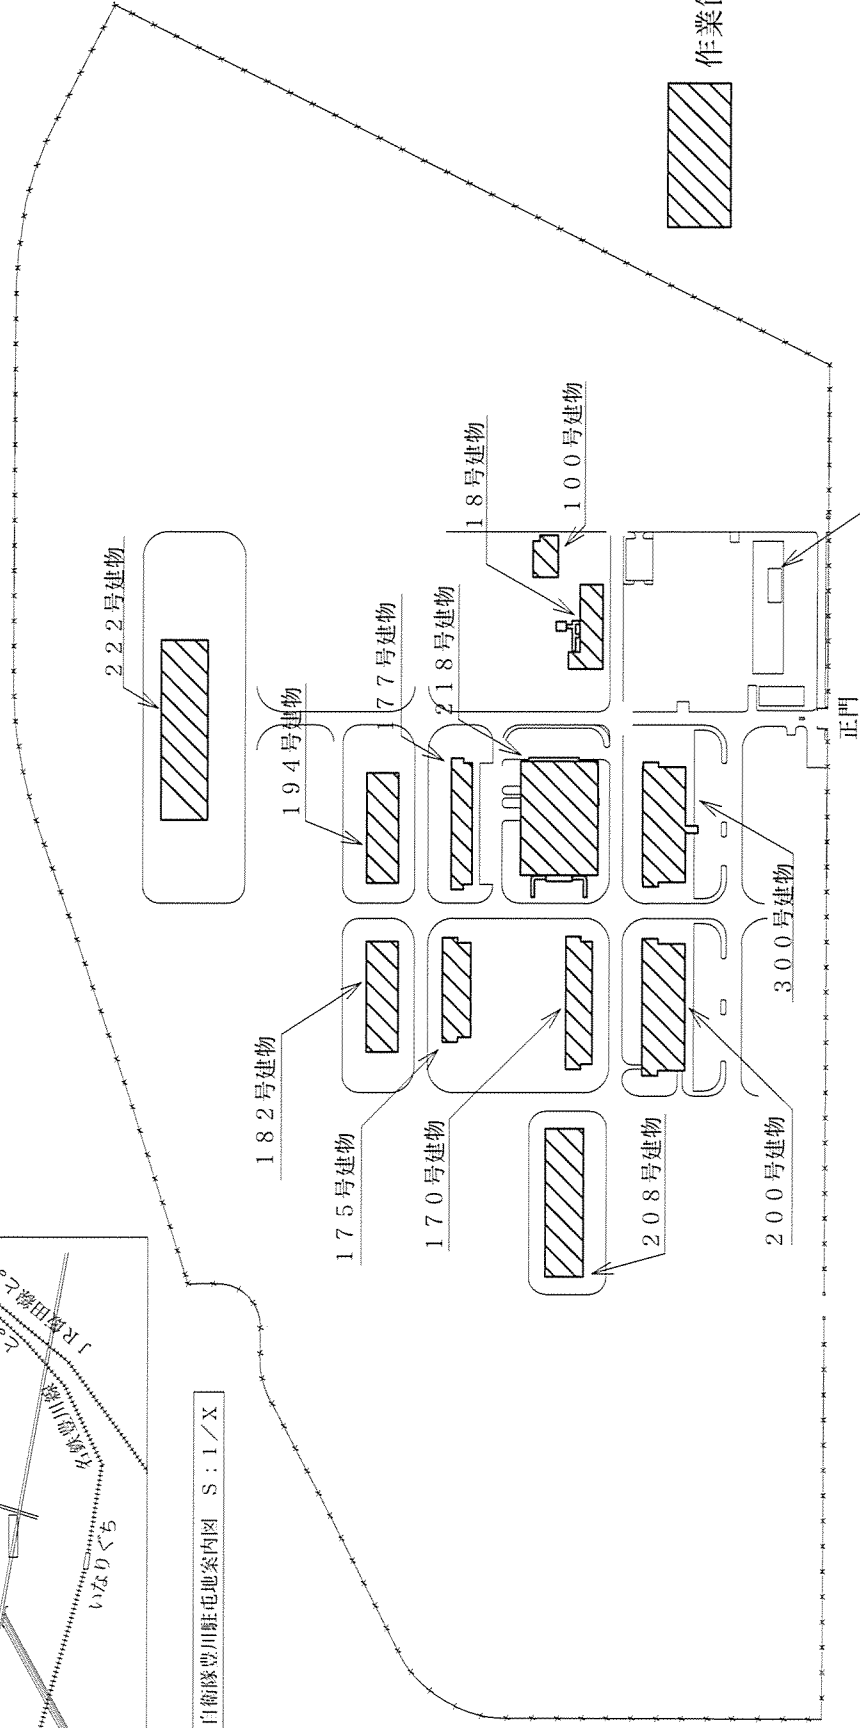 作業
222号建物
194号建物
177号建物
218号建物
18号建物
100号建物
182号建物
175号建物
170号建物
208号建物
200号建物
300号建物
正門
JR飯田線と
と
名鉄豊川線
いなりぐち
自衛隊豊川駐屯地案内図 S:1/X